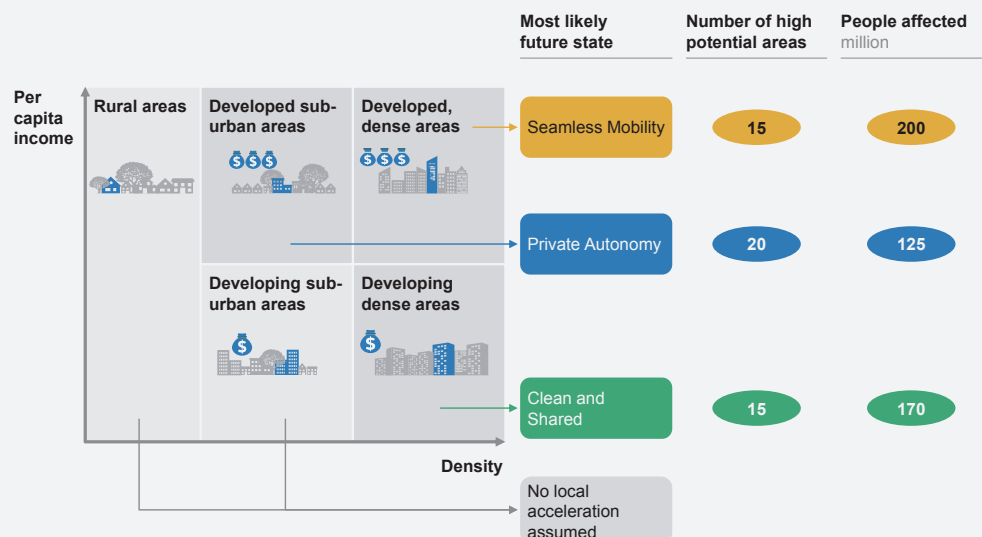 Most likely
future state
Number of high
potential areas
People affected
million
Per
capita
income
Rural areas
Developed sub-
urban areas
Developed,
dense areas
$ $ $
$ $ $
Seamless Mobility
15
200
Private Autonomy
20
125
Developing sub-
urban areas
Developing
dense areas
$
$
Clean and
Shared
15
170
Density
No local
acceleration
assumed